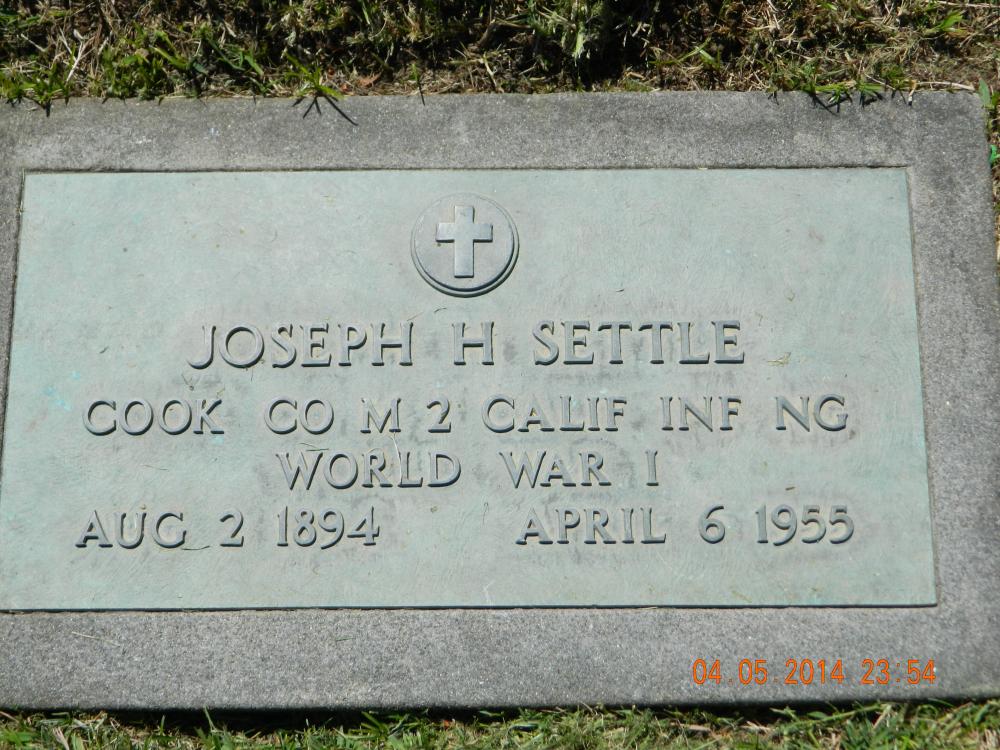 JOSEPH H SETTLE
COOK CO M 2 CALIF INF NG
WORLD WAR I
AUG 2 1894 APRIL 6 1955
04.05.2014 23:54